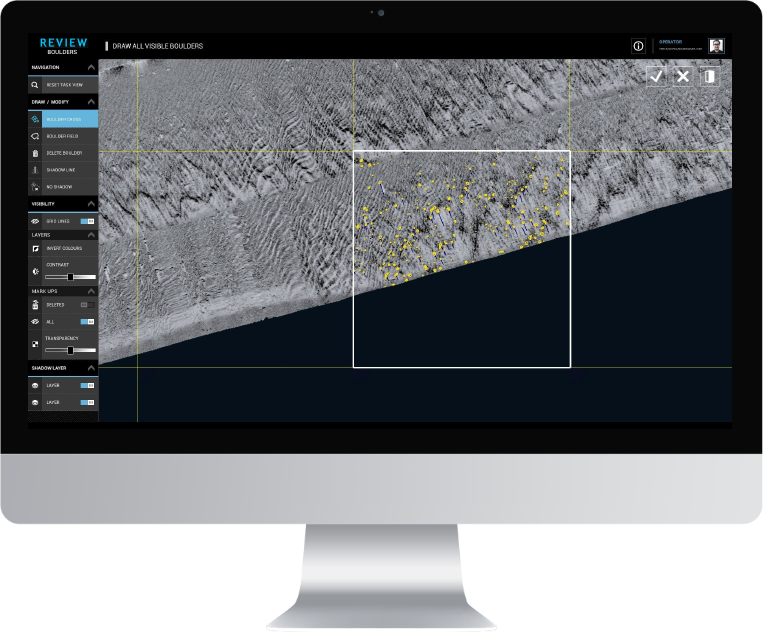 REVIEW
BOULDERS
DRAW ALL VISIBLE BOULDERS
OPERATOR
NAVIGATION
RESET TASK VIEW
DRAW / MODIFY
BOULDER CROSS
BOULDER FIELD
DELETE BOULDER
SHADOW LINE
NO SHADOW
VISIBILITY
GRID LINES
LAYERS
INVERT COLOURS
CONTRAST
MARK UPS
DELETED
ALL
TRANSPARENCY
SHADOW LAYER
LAYER
LAYER